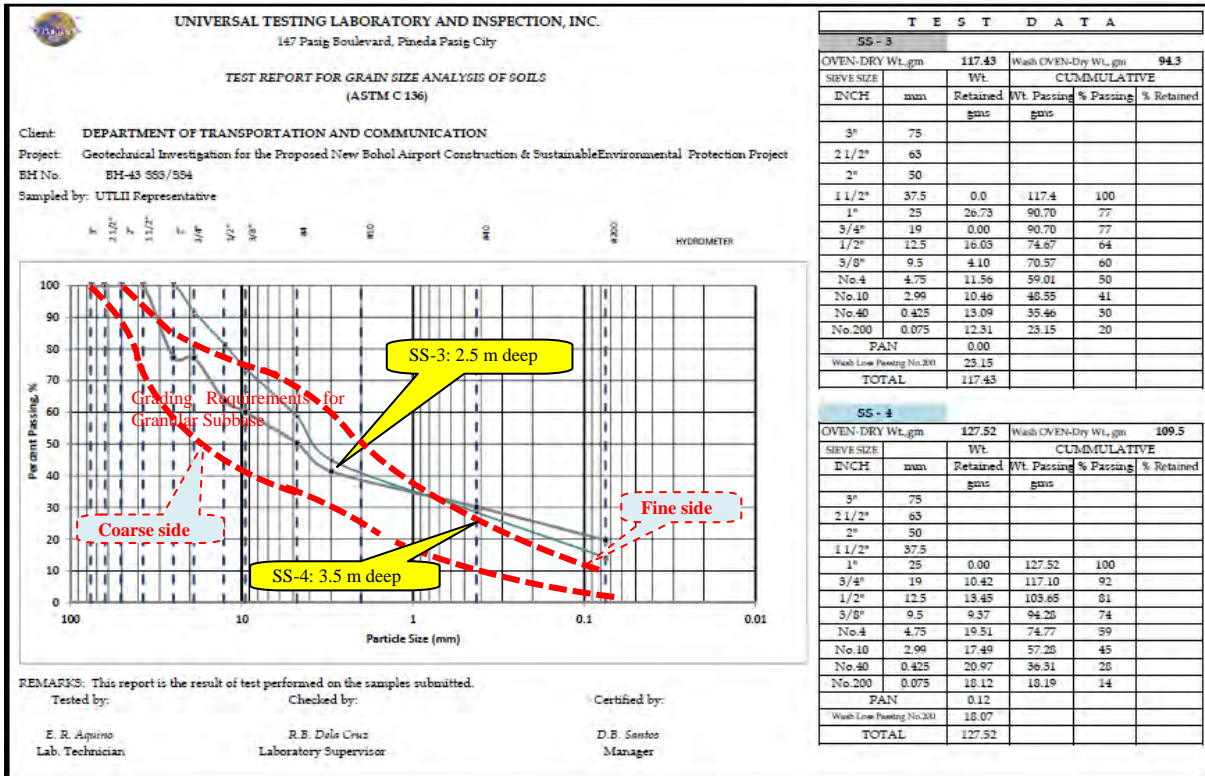 UNIVERSAL TESTING LABORATORY AND INSPECTION, INC.
147 Pasig Boulevard, Pineda Pasig City
TEST REPORT FOR GRAIN SIZE ANALYSIS OF SOILS
(ASTM C 136)
Client: DEPARTMENT OF TRANSPORTATION AND COMMUNICATION
Project: Geotechnical Investigation for the Proposed New Bohol Airport Construction & SustainableEnvironmental Protection Project
BH No. BH-43 SS3/SS4
Sampled by: UTLII Representative
3" 2 1/2" 2" 1 1/2" 1" 3/4" 1/2" 3/8" #4 #10 #40 #200 HYDROMETER
Percent Passing, %
100
90
80
70
60
50
40
30
20
10
0
SS-3: 2.5 m deep
Grading Requirements for
Granular Subbase
Coarse side
Fine side
SS-4: 3.5 m deep
100 10 1 0.1 0.01
Particle Size (mm)
REMARKS: This report is the result of test performed on the samples submitted.
Tested by: Checked by: Certified by:
E. R. Aquino R.B. Dela Cruz D.B. Santos
Lab. Technician Laboratory Supervisor Manager
T E S T D A T A
SS - 3
OVEN-DRY Wt.,gm 117.43 Wash OVEN-Dry Wt., gm 94.3
SIEVE SIZE Wt. CUMMULATIVE
INCH mm Retained Wt. Passing % Passing % Retained
gms gms
3" 75
2 1/2" 63
2" 50
1 1/2" 37.5 0.0 117.4 100
1" 25 26.73 90.70 77
3/4" 19 0.00 90.70 77
1/2" 12.5 16.03 74.67 64
3/8" 9.5 4.10 70.57 60
No.4 4.75 11.56 59.01 50
No.10 2.99 10.46 48.55 41
No.40 0.425 13.09 35.46 30
No.200 0.075 12.31 23.15 20
PAN 0.00
Wash Loss Passing No.200 23.15
TOTAL 117.43
SS - 4
OVEN-DRY Wt.,gm 127.52 Wash OVEN-Dry Wt., gm 109.5
SIEVE SIZE Wt. CUMMULATIVE
INCH mm Retained Wt. Passing % Passing % Retained
gms gms
3" 75
2 1/2" 63
2" 50
1 1/2" 37.5
1" 25 0.00 127.52 100
3/4" 19 10.42 117.10 92
1/2" 12.5 13.45 103.65 81
3/8" 9.5 9.37 94.28 74
No.4 4.75 19.51 74.77 59
No.10 2.99 17.49 57.28 45
No.40 0.425 20.97 36.31 28
No.200 0.075 18.12 18.19 14
PAN 0.12
Wash Loss Passing No.200 18.07
TOTAL 127.52